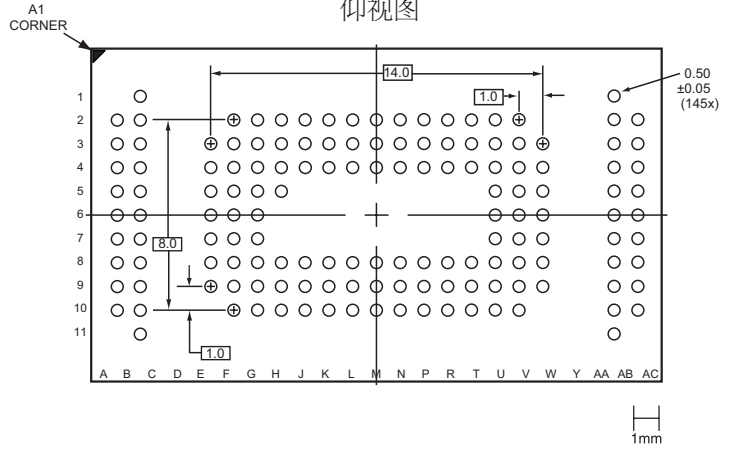 仰视图
A1
CORNER
14.0
0.50
±0.05
(145x)
1.0
1
2
3
4
5
6
7
8
9
10
11
8.0
1.0
A B C D E F G H J K L M N P R T U V W Y AA AB AC
1mm